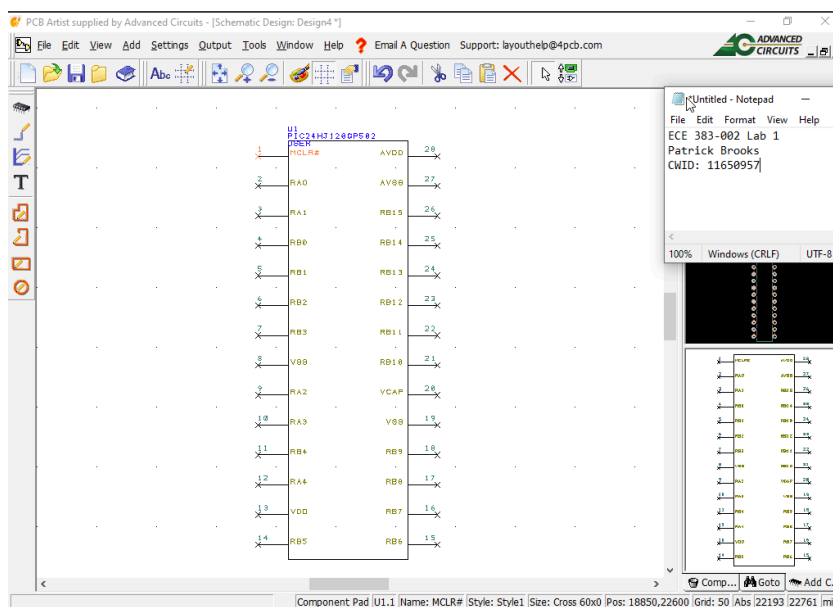 PCB Artist supplied by Advanced Circuits - [Schematic Design: Design4 *]
File Edit View Add Settings Output Tools Window Help ? Email A Question Support: layouthelp@4pcb.com
ADVANCED
CIRCUITS
Abc
T
*Untitled - Notepad
File Edit Format View Help
ECE 383-002 Lab 1
Patrick Brooks
CWID: 11650957
100% Windows (CRLF) UTF-8
U1
PIC24HJ128GP502
USER
1 MCLR# AVDD 28
2 RA0 AVSS 27
3 RA1 RB15 26
4 RB0 RB14 25
5 RB1 RB13 24
6 RB2 RB12 23
7 RB3 RB11 22
8 VSS RB10 21
9 RA2 VCAP 20
10 RA3 VSS 19
11 RB4 RB9 18
12 RA4 RB8 17
13 VDD RB7 16
14 RB5 RB6 15
Comp... Goto Add C
Component Pad U1.1 Name: MCLR# Style: Style1 Size: Cross 60x0 Pos: 18850,22600 Grid: 50 Abs 22193 22761